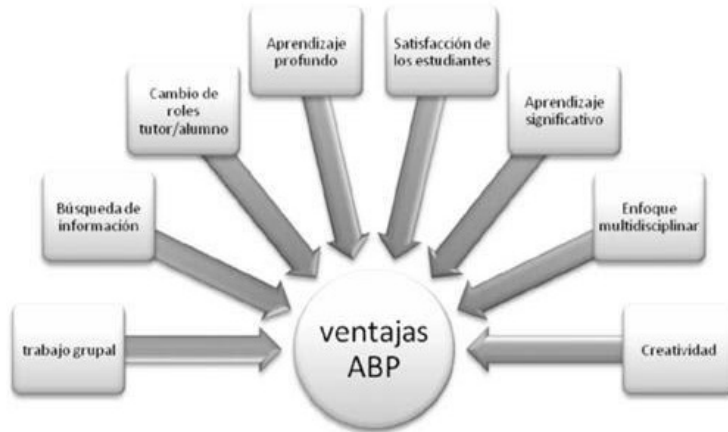 Aprendizaje
profundo
Satisfacción de
los estudiantes
Cambio de
roles
tutor/alumno
Aprendizaje
significativo
Búsqueda de
información
Enfoque
multidisciplinar
trabajo grupal
ventajas
ABP
Creatividad